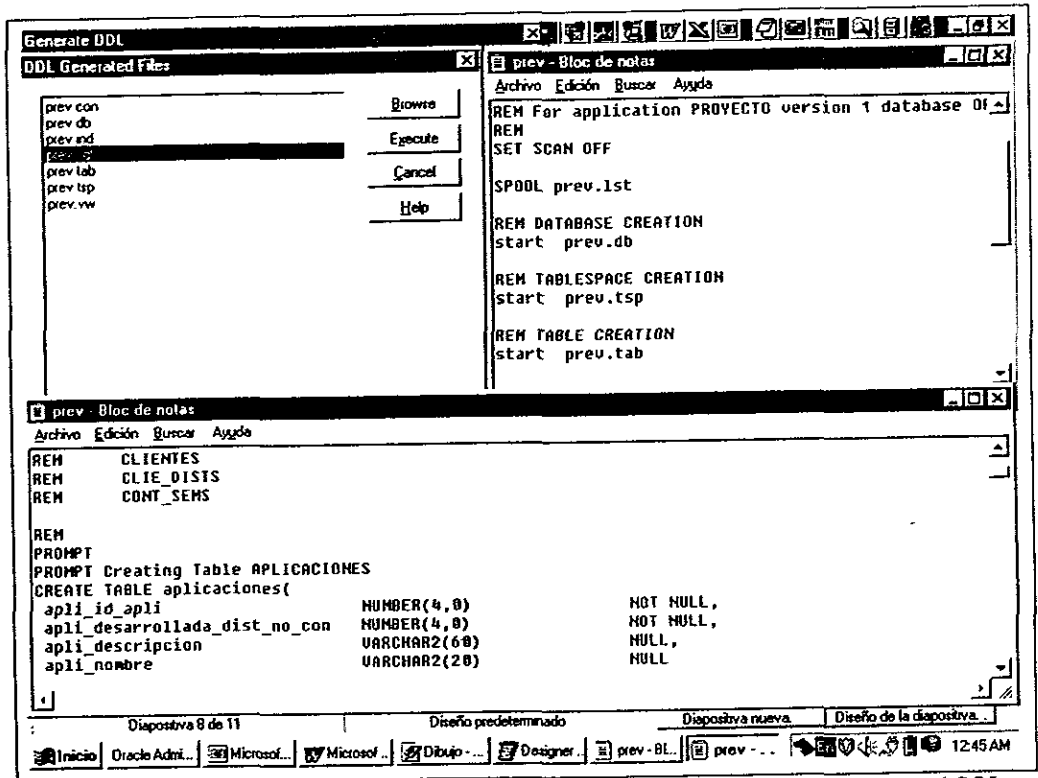 Generate DDL
DDL Generated Files
prev con
prev db
prev ind
prev tab
prev tsp
prev.vw
Browse
Execute
Cancel
Help
prev - Bloc de notas
Archivo Edición Buscar Ayuda
REM For application PROYECTO version 1 database
REM
SET SCAN OFF
SPOOL prev.lst
REM DATABASE CREATION
start prev.db
REM TABLESPACE CREATION
start prev.tsp
REM TABLE CREATION
start prev.tab
prev - Bloc de notas
Archivo Edición Buscar Ayuda
REM CLIENTES
REM CLIE_DISTS
REM CONT_SEMS
REM
PROMPT
PROMPT Creating Table APLICACIONES
CREATE TABLE aplicaciones(
apli_id_apli NUMBER(4,0) NOT NULL,
apli_desarrollada_dist_no_con NUMBER(4,0) NOT NULL,
apli_descripcion VARCHAR2(60) NULL,
apli_nombre VARCHAR2(20) NULL
Diapositiva 8 de 11 Diseño predeterminado Diapositiva nueva. Diseño de la diapositiva...
Inicio Oracle Admi... Microsof... Microsof... Dibujo - ... Designer... prev - Bl... prev - ... 12:45 AM